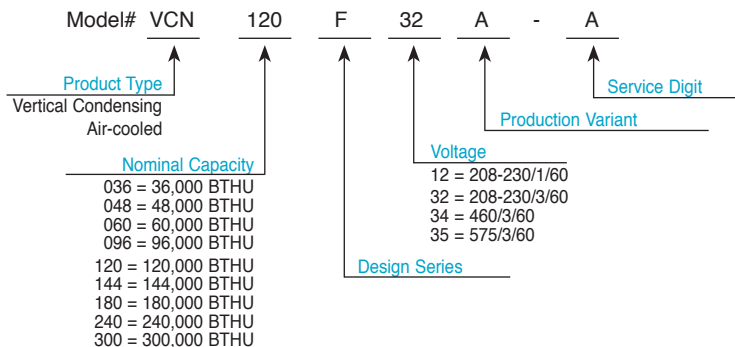 Model# VCN 120 F 32 A - A
Product Type
Vertical Condensing
Air-cooled
Service Digit
Production Variant
Nominal Capacity
036 = 36,000 BTHU
048 = 48,000 BTHU
060 = 60,000 BTHU
096 = 96,000 BTHU
120 = 120,000 BTHU
144 = 144,000 BTHU
180 = 180,000 BTHU
240 = 240,000 BTHU
300 = 300,000 BTHU
Voltage
12 = 208-230/1/60
32 = 208-230/3/60
34 = 460/3/60
35 = 575/3/60
Design Series